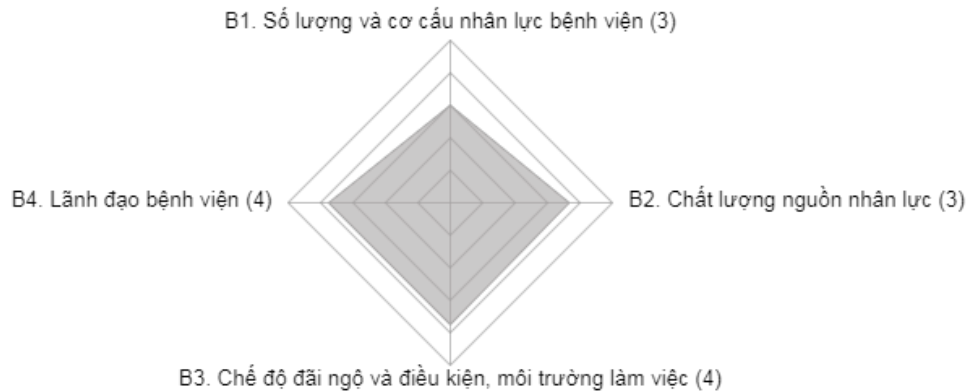 B1. Số lượng và cơ cấu nhân lực bệnh viện (3)
B4. Lãnh đạo bệnh viện (4)
B2. Chất lượng nguồn nhân lực (3)
B3. Chế độ đãi ngộ và điều kiện, môi trường làm việc (4)